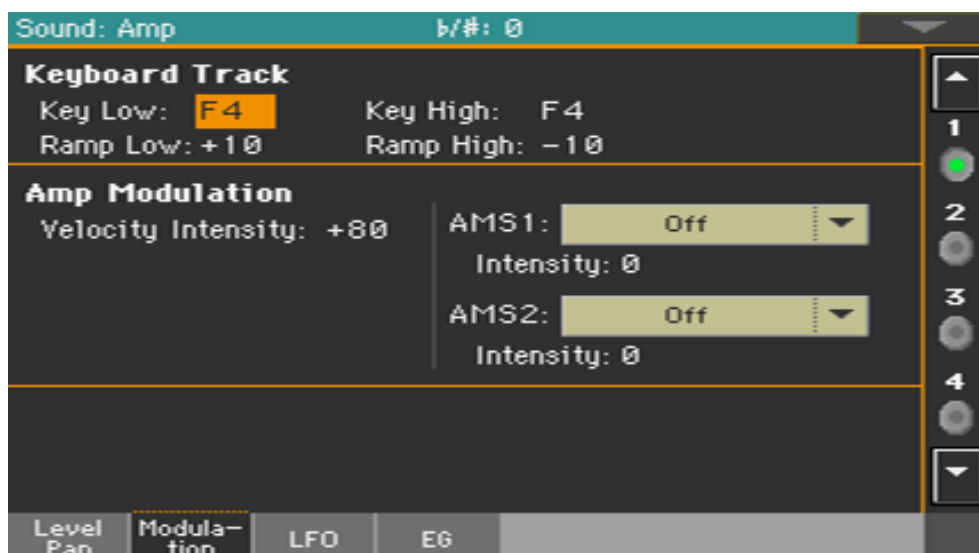 Sound: Amp ♭/#: 0
Keyboard Track
Key Low: F4 Key High: F4
Ramp Low: +10 Ramp High: -10
Amp Modulation
Velocity Intensity: +80
AMS1: Off
Intensity: 0
AMS2: Off
Intensity: 0
1
2
3
4
Level Pan
Modula-
tion
LFO
EG